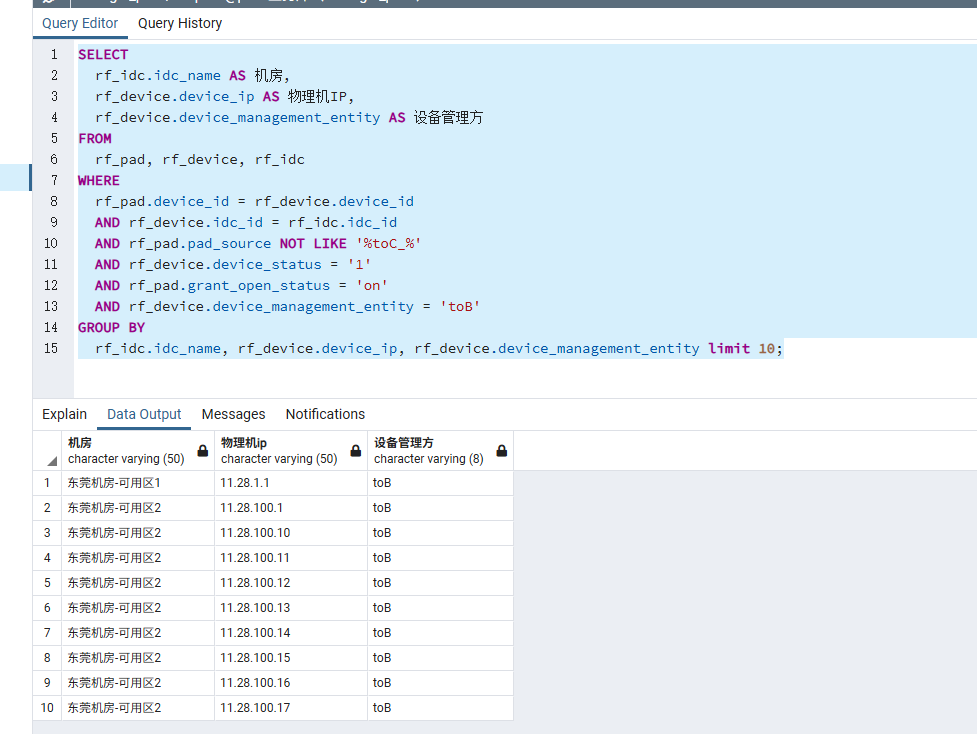 Query Editor Query History
1 SELECT
2 rf_idc.idc_name AS 机房,
3 rf_device.device_ip AS 物理机IP,
4 rf_device.device_management_entity AS 设备管理方
5 FROM
6 rf_pad, rf_device, rf_idc
7 WHERE
8 rf_pad.device_id = rf_device.device_id
9 AND rf_device.idc_id = rf_idc.idc_id
10 AND rf_pad.pad_source NOT LIKE '%toC_%'
11 AND rf_device.device_status = '1'
12 AND rf_pad.grant_open_status = 'on'
13 AND rf_device.device_management_entity = 'toB'
14 GROUP BY
15 rf_idc.idc_name, rf_device.device_ip, rf_device.device_management_entity limit 10;
Explain Data Output Messages Notifications
机房 物理机ip 设备管理方
character varying (50) character varying (50) character varying (8)
1 东莞机房-可用区1 11.28.1.1 toB
2 东莞机房-可用区2 11.28.100.1 toB
3 东莞机房-可用区2 11.28.100.10 toB
4 东莞机房-可用区2 11.28.100.11 toB
5 东莞机房-可用区2 11.28.100.12 toB
6 东莞机房-可用区2 11.28.100.13 toB
7 东莞机房-可用区2 11.28.100.14 toB
8 东莞机房-可用区2 11.28.100.15 toB
9 东莞机房-可用区2 11.28.100.16 toB
10 东莞机房-可用区2 11.28.100.17 toB